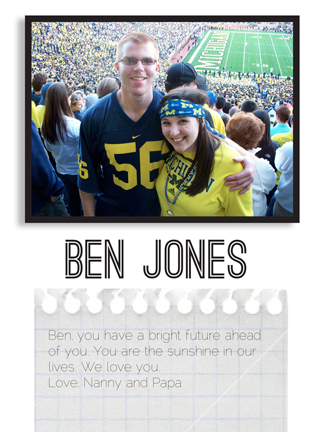 MICHIGAN
56
MICHIGAN
BEN JONES
Ben, you have a bright future ahead
of you. You are the sunshine in our
lives. We love you.
Love, Nanny and Papa